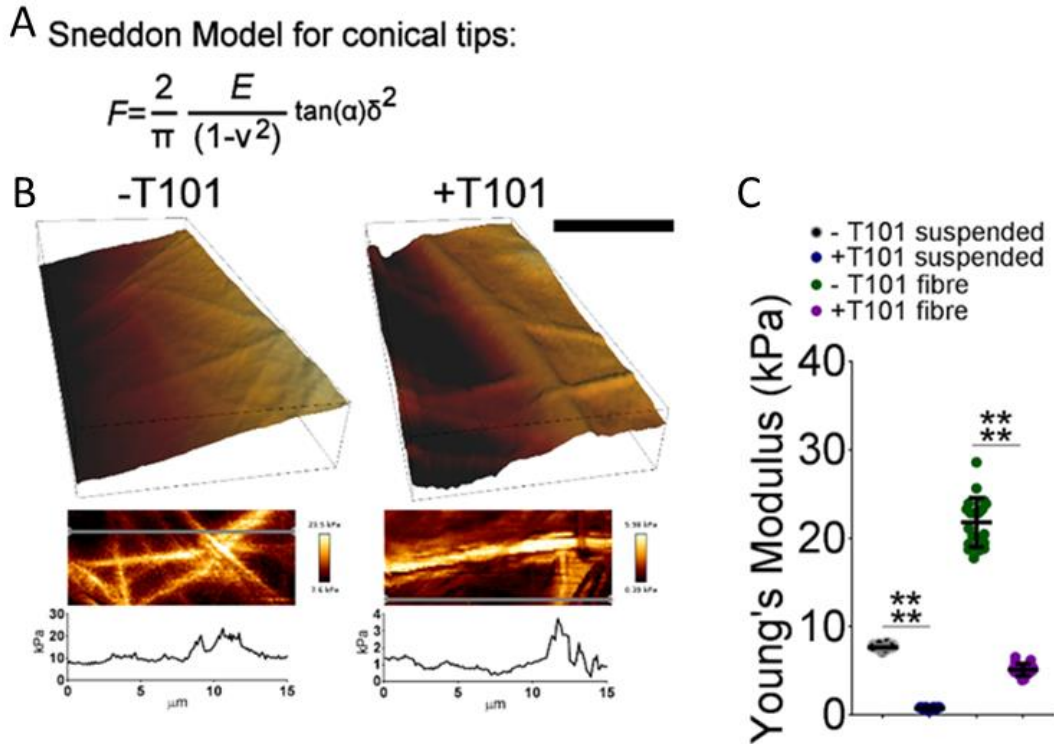 A Sneddon Model for conical tips:
F= 2/π E/(1-v²) tan(α)δ²
B -T101 +T101
23.5 kPa
7.6 kPa
5.98 kPa
0.39 kPa
kPa
30
20
10
0
0 5 10 15
μm
kPa
4
3
2
1
0
0 5 10 15
μm
C
- T101 suspended
+T101 suspended
- T101 fibre
+T101 fibre
Young's Modulus (kPa)
40
30
20
10
0
**
**
**
**